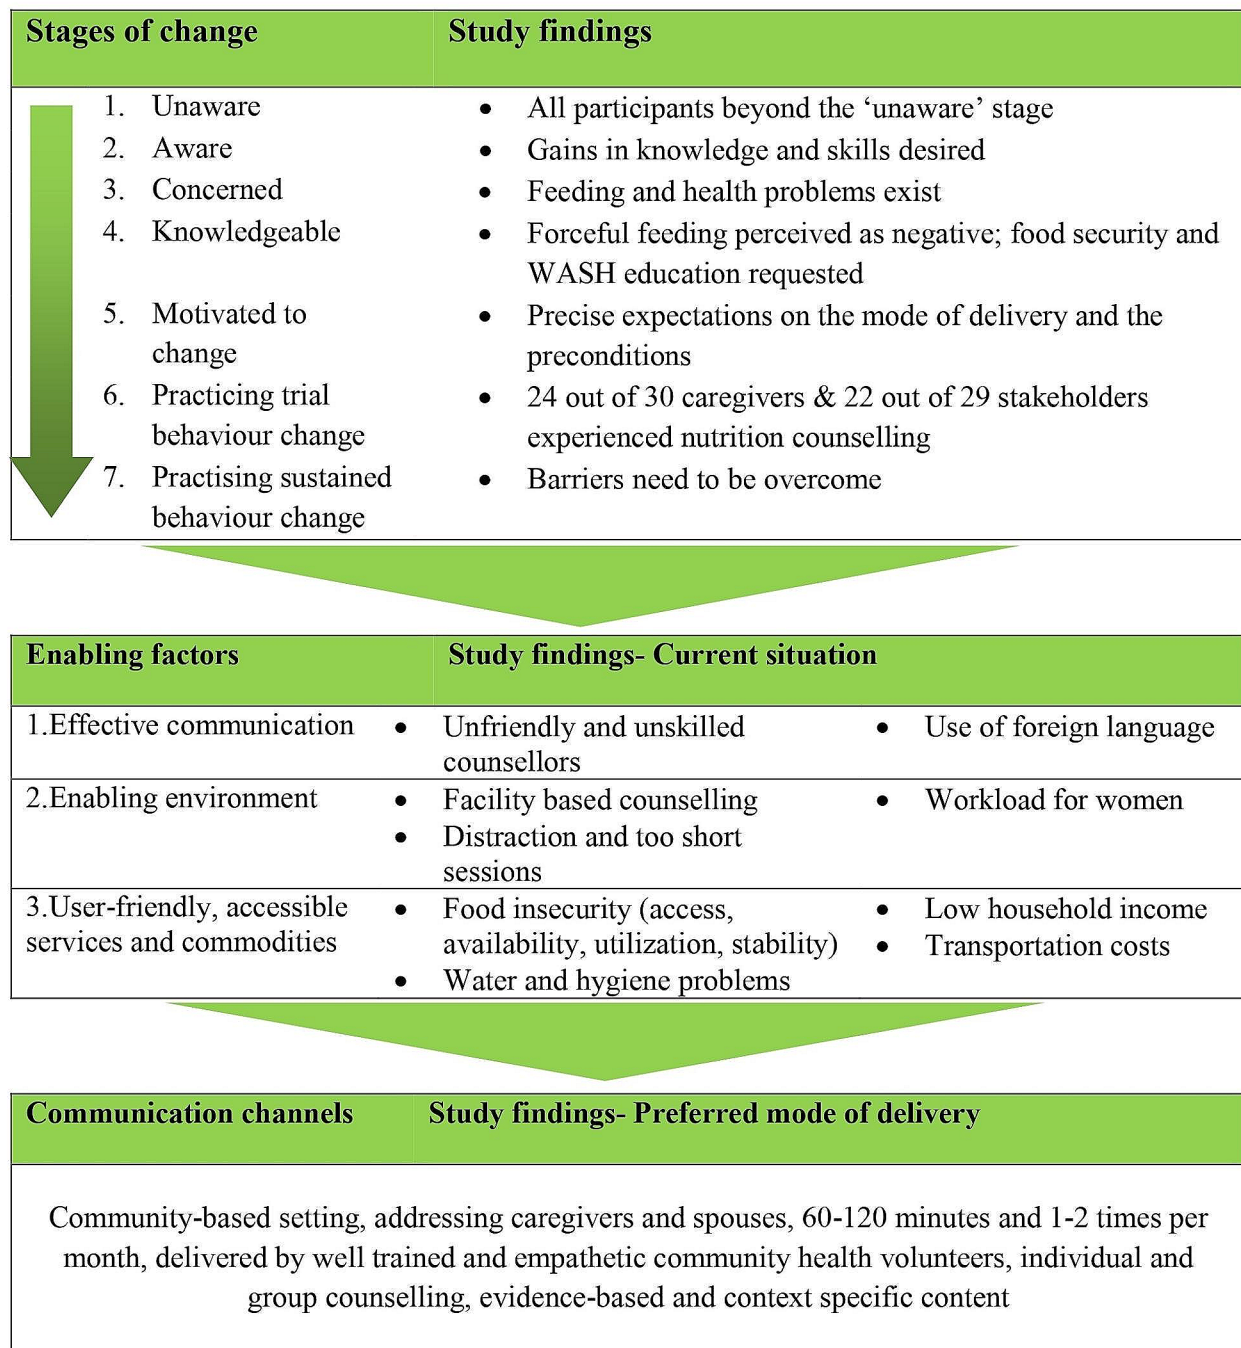 Stages of change Study findings
1. Unaware • All participants beyond the ‘unaware’ stage
2. Aware • Gains in knowledge and skills desired
3. Concerned • Feeding and health problems exist
4. Knowledgeable • Forceful feeding perceived as negative; food security and
WASH education requested
5. Motivated to • Precise expectations on the mode of delivery and the
change preconditions
6. Practicing trial • 24 out of 30 caregivers & 22 out of 29 stakeholders
behaviour change experienced nutrition counselling
7. Practising sustained • Barriers need to be overcome
behaviour change
Enabling factors Study findings- Current situation
1.Effective communication • Unfriendly and unskilled • Use of foreign language
counsellors
2.Enabling environment • Facility based counselling • Workload for women
• Distraction and too short
sessions
3.User-friendly, accessible • Food insecurity (access, • Low household income
services and commodities availability, utilization, stability) • Transportation costs
• Water and hygiene problems
Communication channels Study findings- Preferred mode of delivery
Community-based setting, addressing caregivers and spouses, 60-120 minutes and 1-2 times per
month, delivered by well trained and empathetic community health volunteers, individual and
group counselling, evidence-based and context specific content